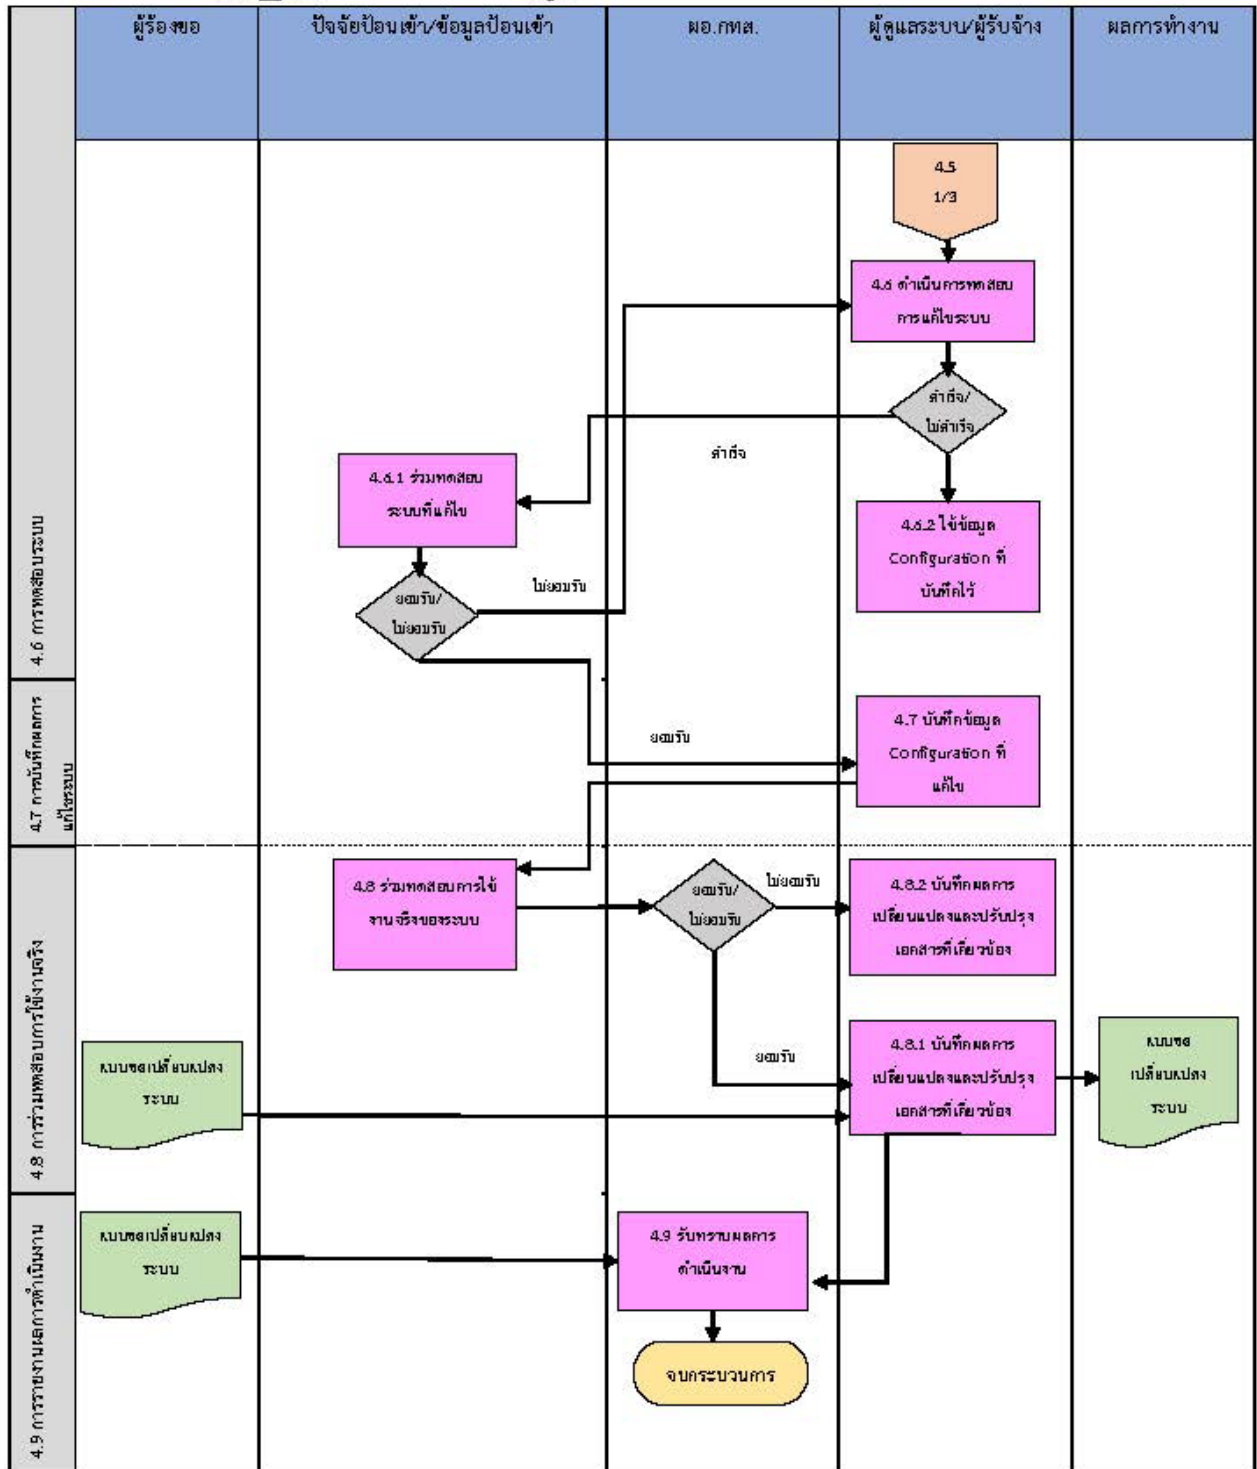 ผู้ร้องขอ
ปัจจัยป้อนเข้า/ข้อมูลป้อนเข้า
ผอ.กทส.
ผู้ดูแลระบบ/ผู้รับจ้าง
ผลการทำงาน
4.6 การทดสอบระบบ
4.5
1/3
4.6 ดำเนินการทดสอบ
การแก้ไขระบบ
สำเร็จ/
ไม่สำเร็จ
สำเร็จ
4.6.1 ร่วมทดสอบ
ระบบที่แก้ไข
4.6.2 ใช้ข้อมูล
Configuration ที่
บันทึกไว้
ยอมรับ/
ไม่ยอมรับ
ไม่ยอมรับ
4.7 การบันทึกผลการ
แก้ไขระบบ
ยอมรับ
4.7 บันทึกข้อมูล
Configuration ที่
แก้ไข
4.8 การร่วมทดสอบการใช้งานจริง
4.8 ร่วมทดสอบการใช้
งานจริงของระบบ
ยอมรับ/
ไม่ยอมรับ
ไม่ยอมรับ
4.8.2 บันทึกผลการ
เปลี่ยนแปลงและปรับปรุง
เอกสารที่เกี่ยวข้อง
ยอมรับ
แบบขอเปลี่ยนแปลง
ระบบ
4.8.1 บันทึกผลการ
เปลี่ยนแปลงและปรับปรุง
เอกสารที่เกี่ยวข้อง
แบบขอ
เปลี่ยนแปลง
ระบบ
4.9 การรายงานผลการดำเนินงาน
แบบขอเปลี่ยนแปลง
ระบบ
4.9 รับทราบผลการ
ดำเนินงาน
จบกระบวนการ